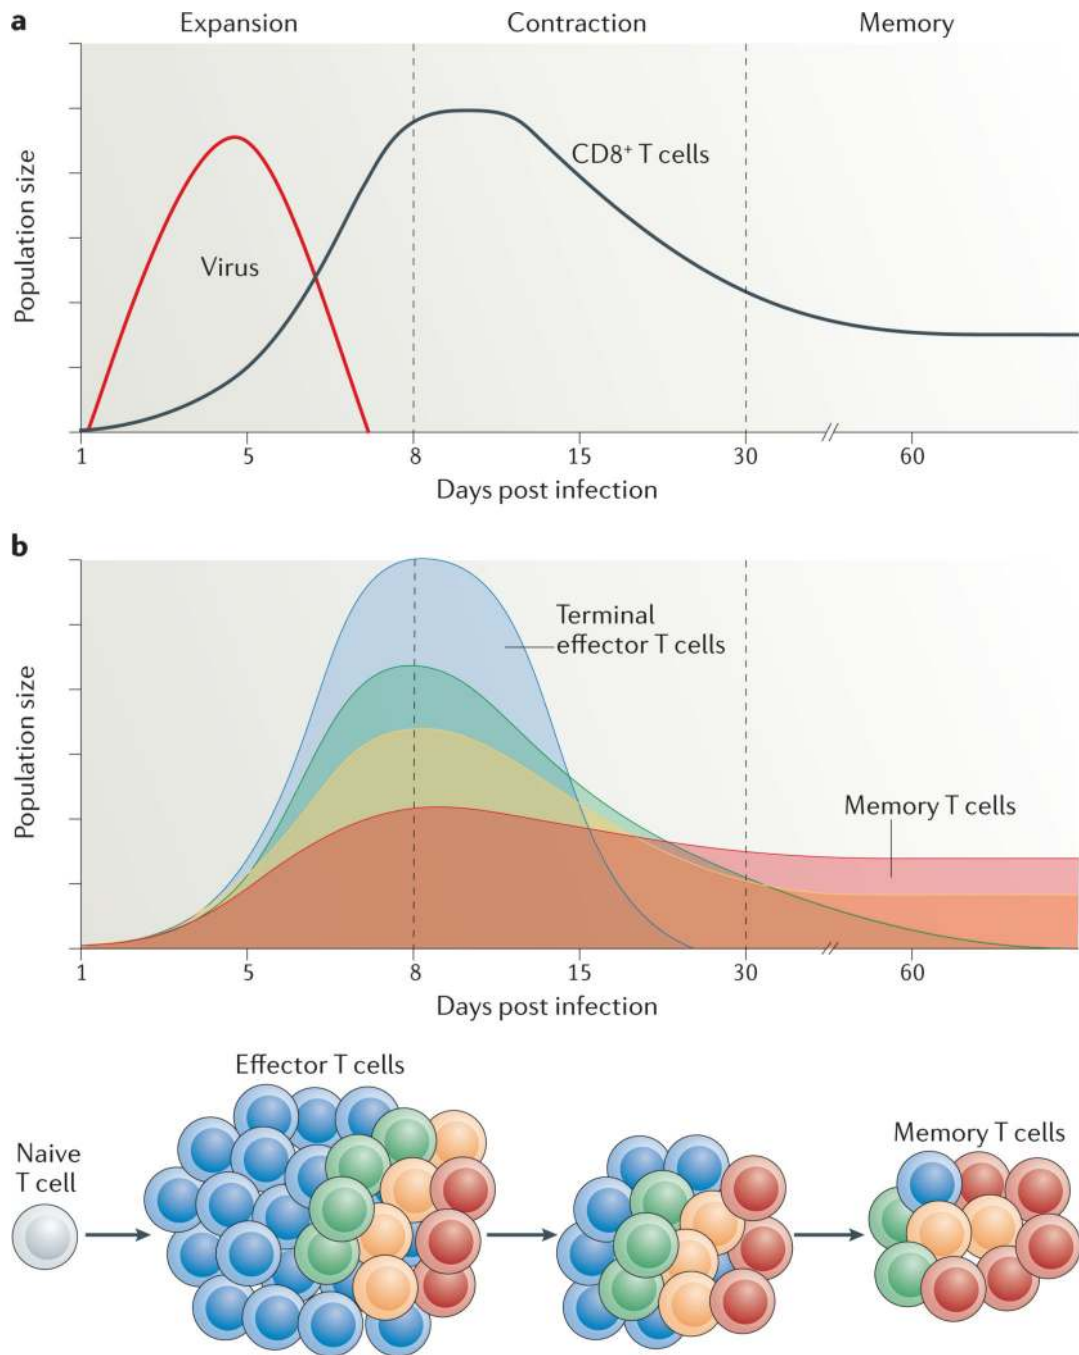 a
Expansion
Contraction
Memory
Population size
Virus
CD8⁺ T cells
1 5 8 15 30 60
Days post infection
b
Population size
Terminal
effector T cells
Memory T cells
1 5 8 15 30 60
Days post infection
Effector T cells
Naive
T cell
Memory T cells